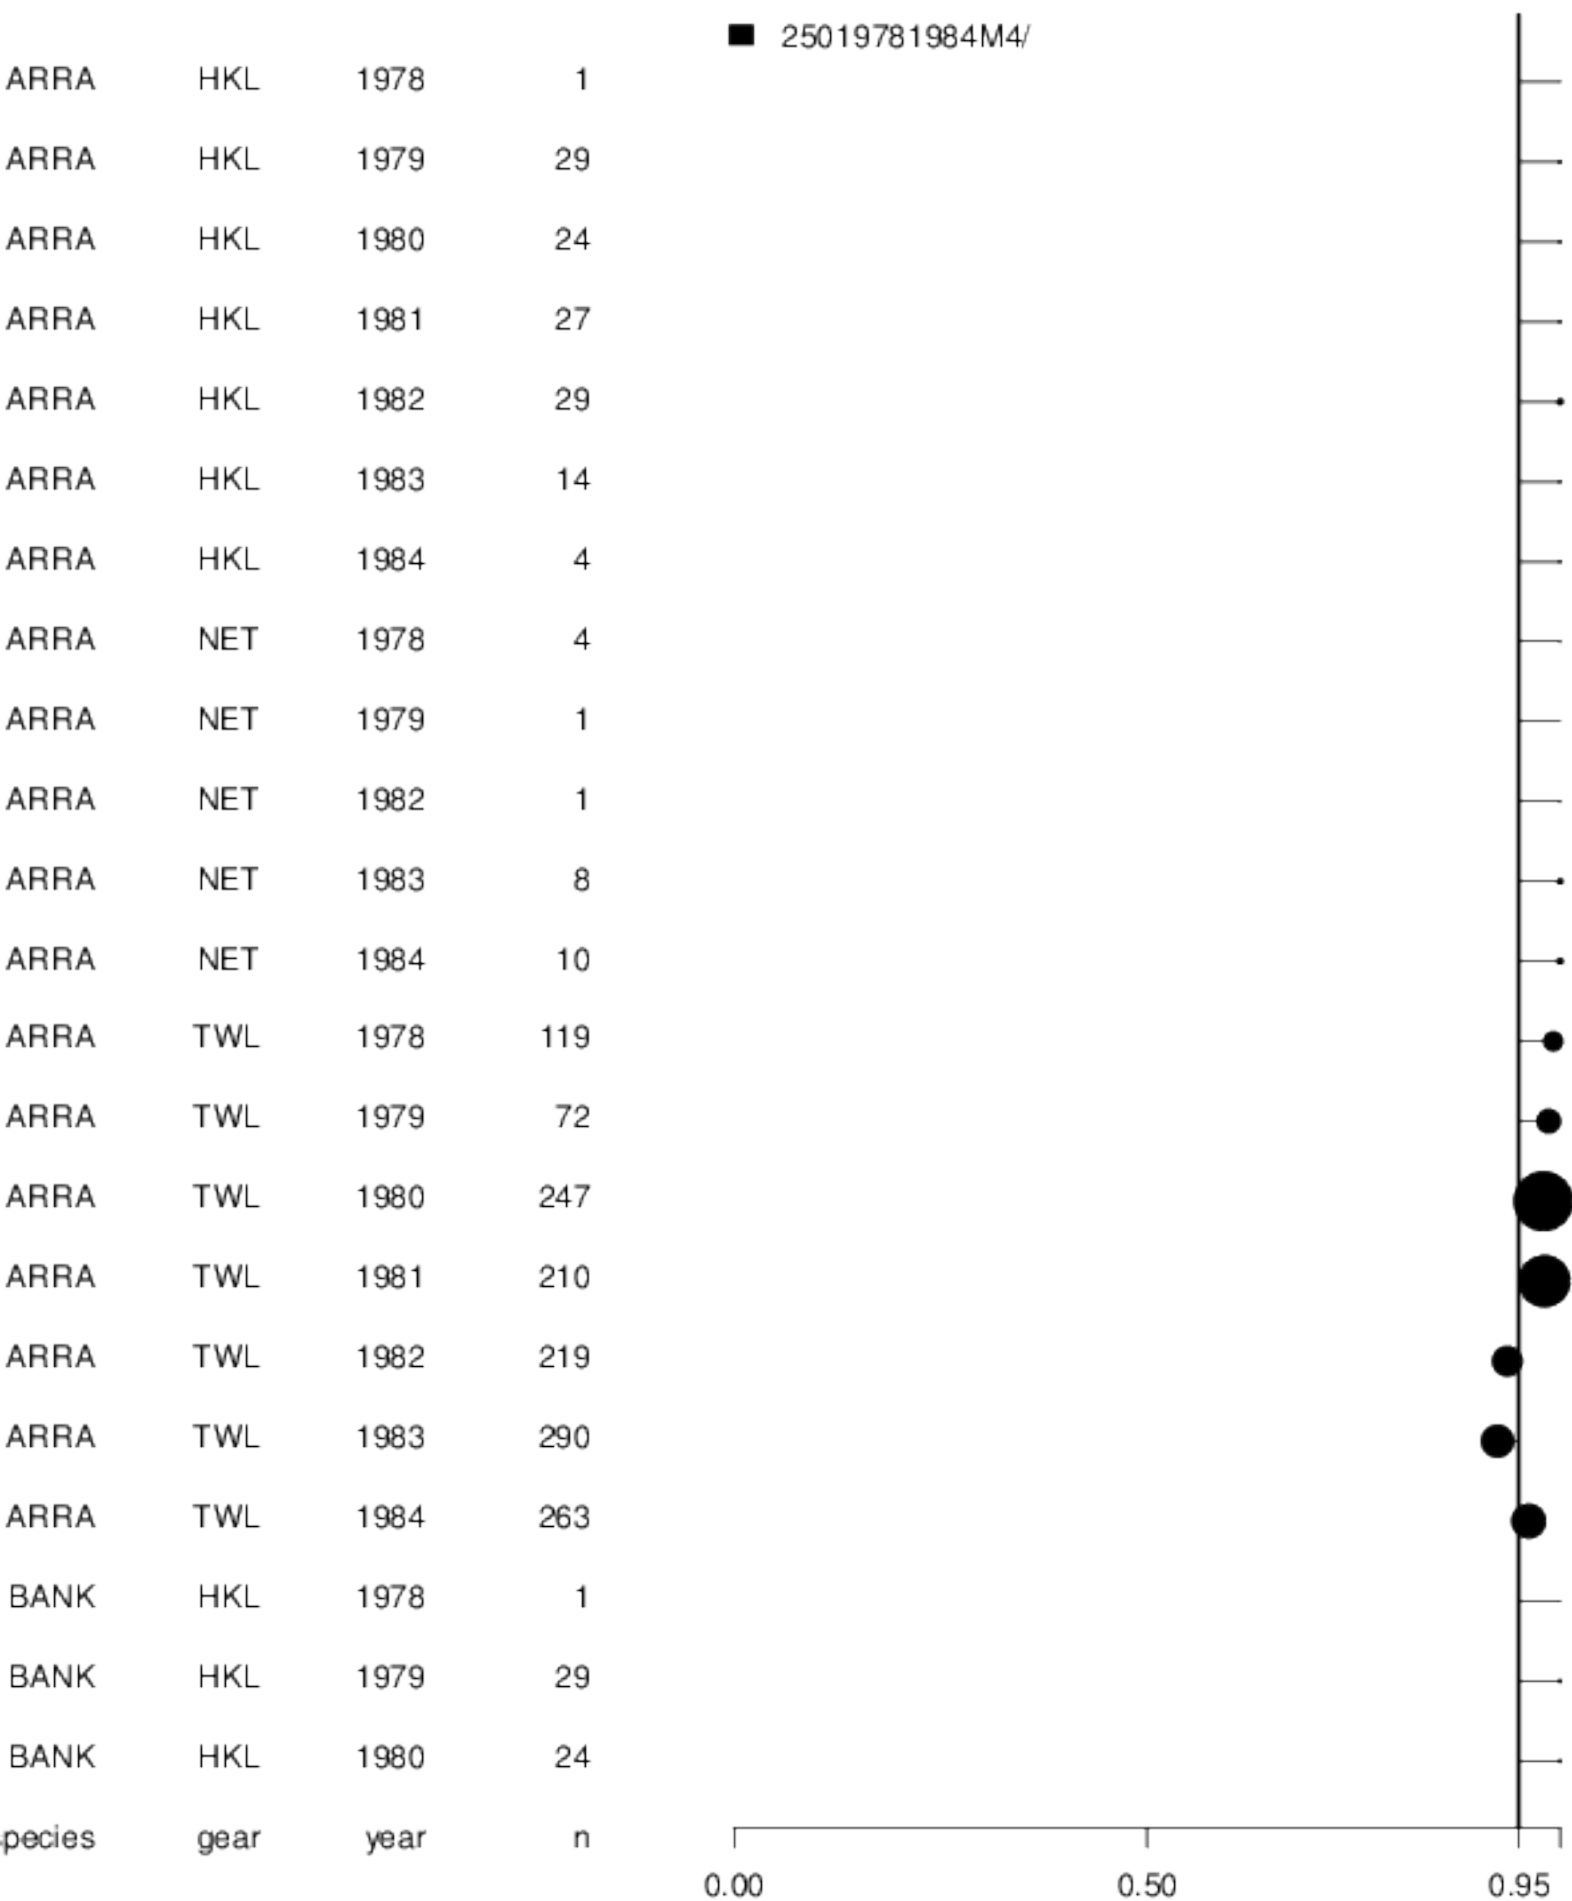 25019781984M4/
ARRA HKL 1978 1
ARRA HKL 1979 29
ARRA HKL 1980 24
ARRA HKL 1981 27
ARRA HKL 1982 29
ARRA HKL 1983 14
ARRA HKL 1984 4
ARRA NET 1978 4
ARRA NET 1979 1
ARRA NET 1982 1
ARRA NET 1983 8
ARRA NET 1984 10
ARRA TWL 1978 119
ARRA TWL 1979 72
ARRA TWL 1980 247
ARRA TWL 1981 210
ARRA TWL 1982 219
ARRA TWL 1983 290
ARRA TWL 1984 263
BANK HKL 1978 1
BANK HKL 1979 29
BANK HKL 1980 24
pecies gear year n
0.00 0.50 0.95